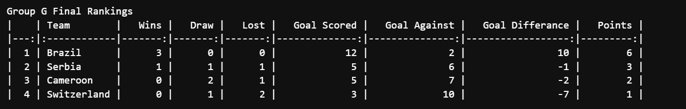 Group G Final Rankings
|    | Team        |   Wins |   Draw |   Lost |   Goal Scored |   Goal Against |   Goal Differance |   Points |
|---:|:------------|-------:|-------:|-------:|--------------:|---------------:|------------------:|---------:|
|  1 | Brazil      |      3 |      0 |      0 |            12 |              2 |                10 |        6 |
|  2 | Serbia      |      1 |      1 |      1 |             5 |              6 |                -1 |        3 |
|  3 | Cameroon    |      0 |      2 |      1 |             5 |              7 |                -2 |        2 |
|  4 | Switzerland |      0 |      1 |      2 |             3 |             10 |                -7 |        1 |